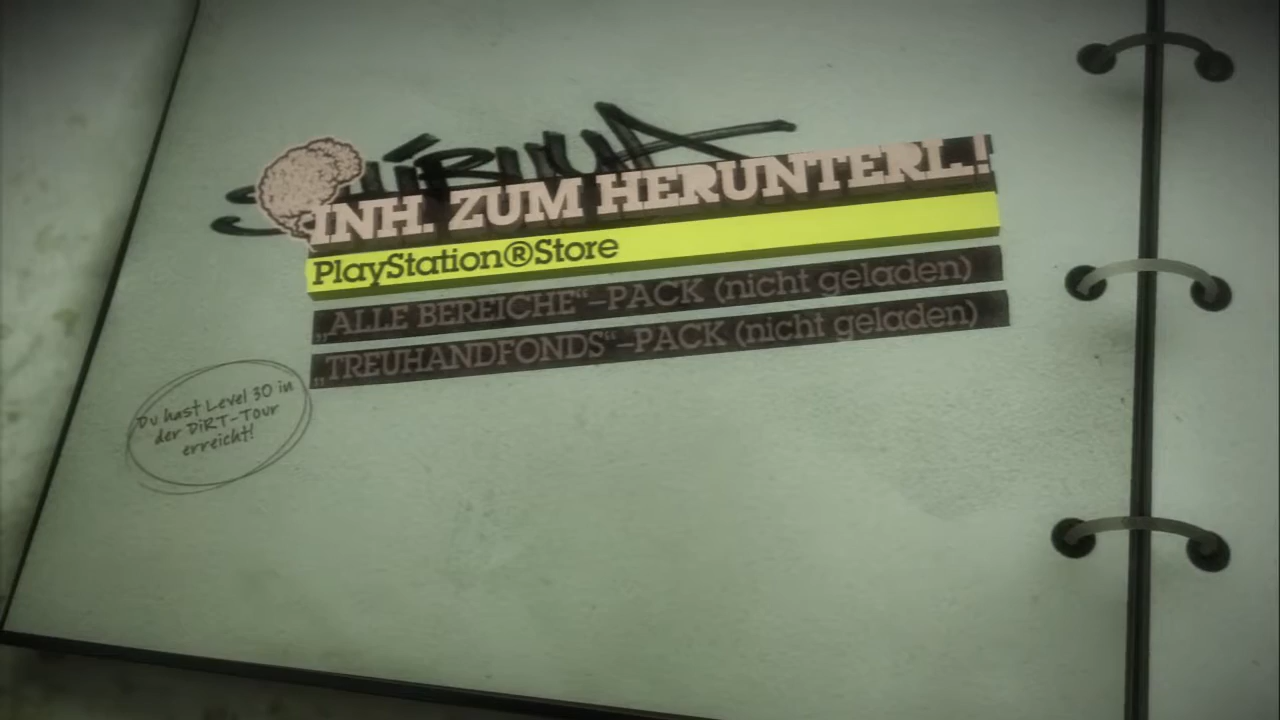 INH. ZUM HERUNTERL.!
PlayStation®Store
„ALLE BEREICHE“-PACK (nicht geladen)
„TREUHANDFONDS“-PACK (nicht geladen)
Du hast Level 30 in
der DiRT-Tour
erreicht!